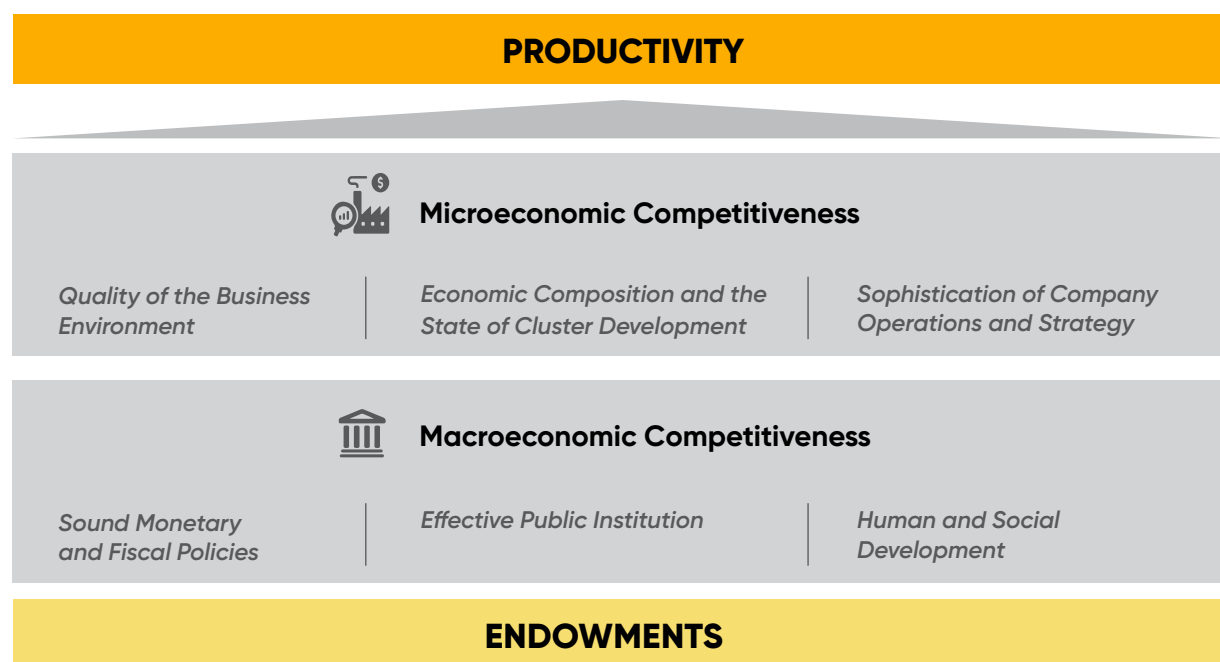 PRODUCTIVITY
$
Microeconomic Competitiveness
Quality of the Business
Environment
Economic Composition and the
State of Cluster Development
Sophistication of Company
Operations and Strategy
Macroeconomic Competitiveness
Sound Monetary
and Fiscal Policies
Effective Public Institution
Human and Social
Development
ENDOWMENTS